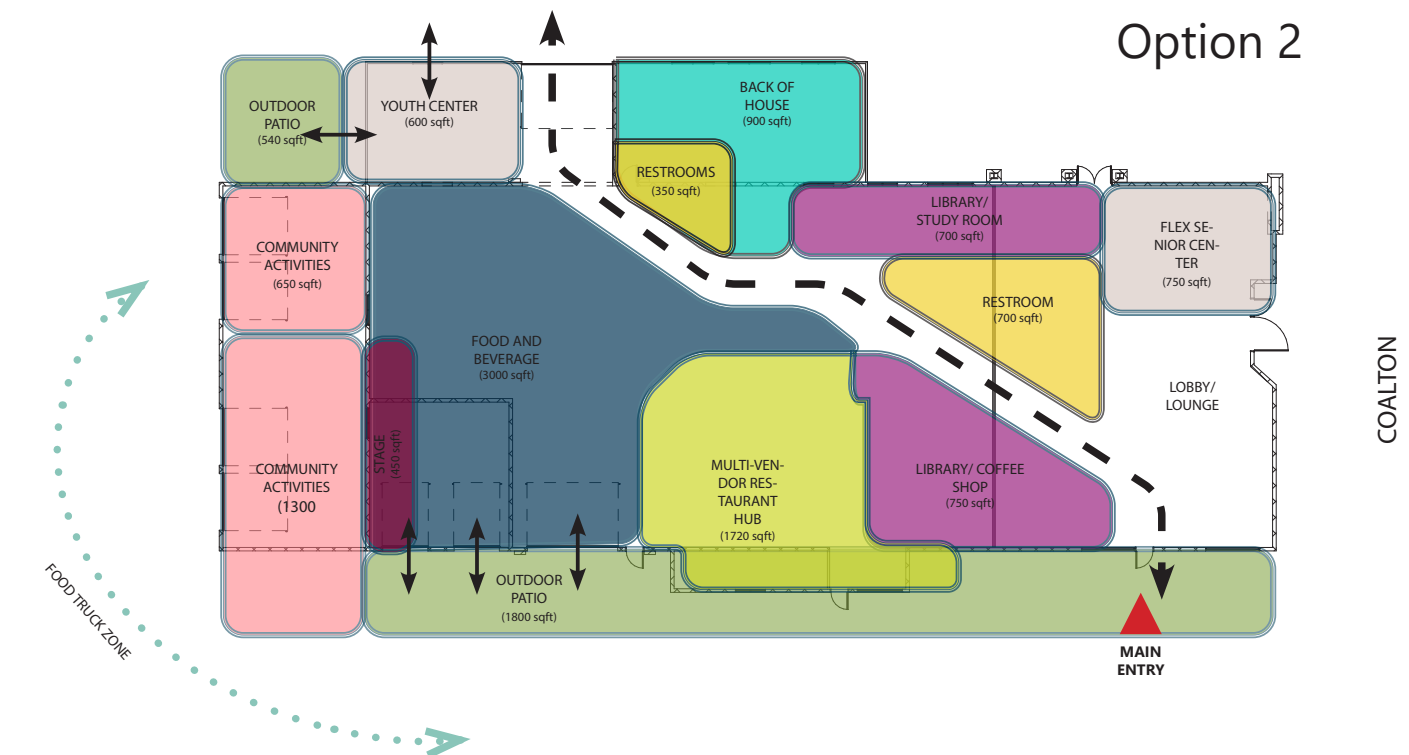 Option 2
OUTDOOR
PATIO
(540 sqft)
YOUTH CENTER
(600 sqft)
BACK OF
HOUSE
(900 sqft)
RESTROOMS
(350 sqft)
LIBRARY/
STUDY ROOM
(700 sqft)
FLEX SE-
NIOR CEN-
TER
(750 sqft)
COMMUNITY
ACTIVITIES
(650 sqft)
RESTROOM
(700 sqft)
FOOD AND
BEVERAGE
(3000 sqft)
LOBBY/
LOUNGE
COALTON
STAGE
(450 sqft)
COMMUNITY
ACTIVITIES
(1300
MULTI-VEN-
DOR RES-
TAURANT
HUB
(1720 sqft)
LIBRARY/ COFFEE
SHOP
(750 sqft)
OUTDOOR
PATIO
(1800 sqft)
FOOD TRUCK ZONE
MAIN
ENTRY